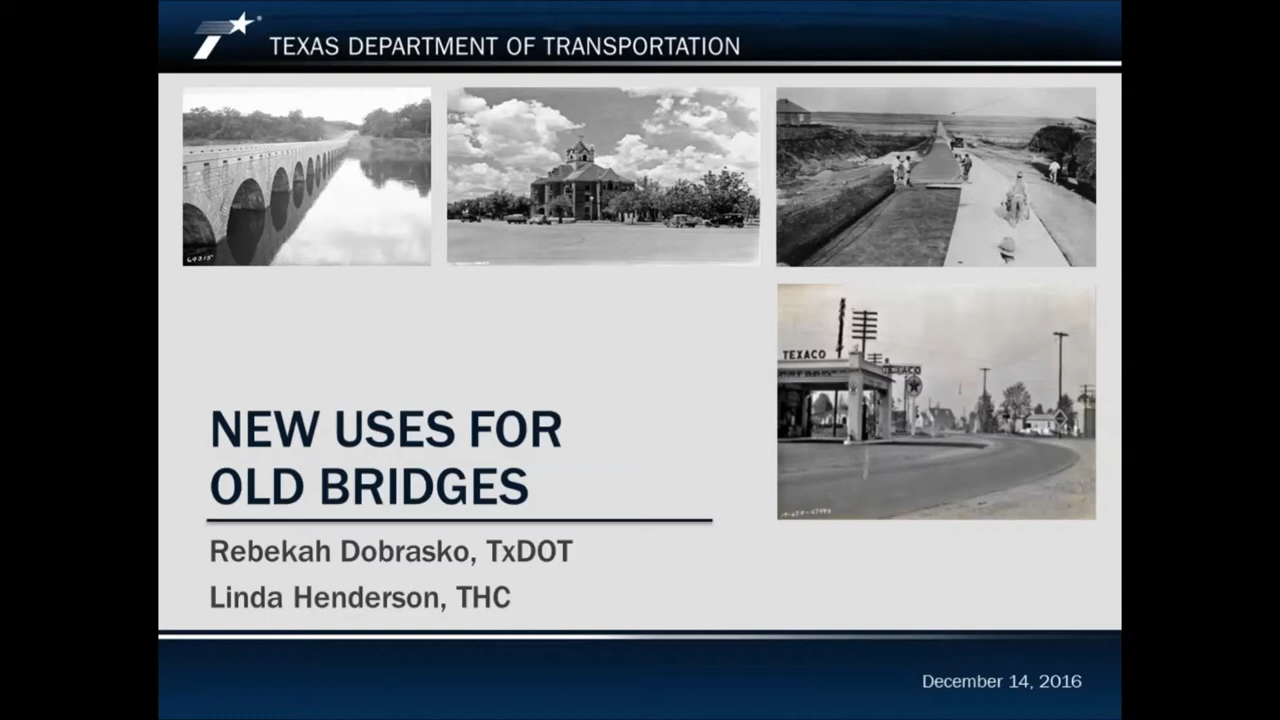 TEXAS DEPARTMENT OF TRANSPORTATION
TEXACO
TEXACO
NEW USES FOR
OLD BRIDGES
Rebekah Dobrasko, TxDOT
Linda Henderson, THC
December 14, 2016